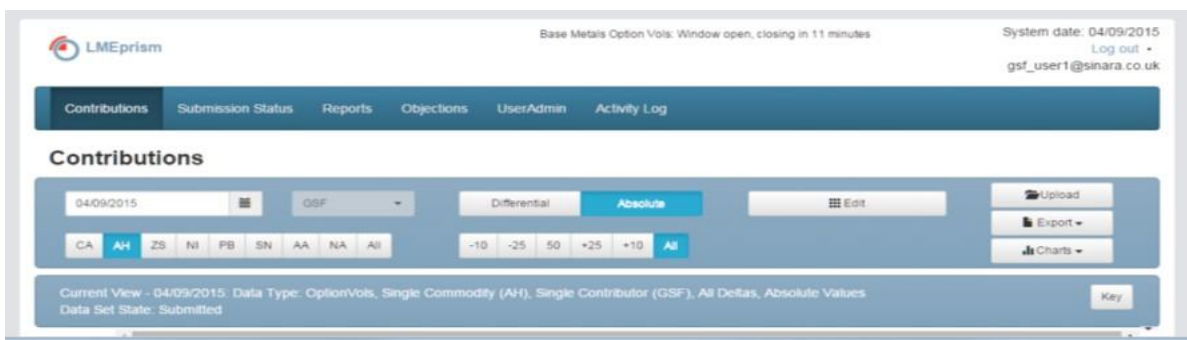 LMEprism
Base Metals Option Vols: Window open, closing in 11 minutes
System date: 04/09/2015
Log out
gsf_user1@sinara.co.uk
Contributions Submission Status Reports Objections UserAdmin Activity Log
Contributions
04/09/2015 GSF Differential Absolute Edit Upload
Export
CA AH ZS NI PB SN AA NA All -10 -25 50 +25 +10 All Charts
Current View - 04/09/2015: Data Type: OptionVols, Single Commodity (AH), Single Contributor (GSF), All Deltas, Absolute Values
Data Set State: Submitted
Key